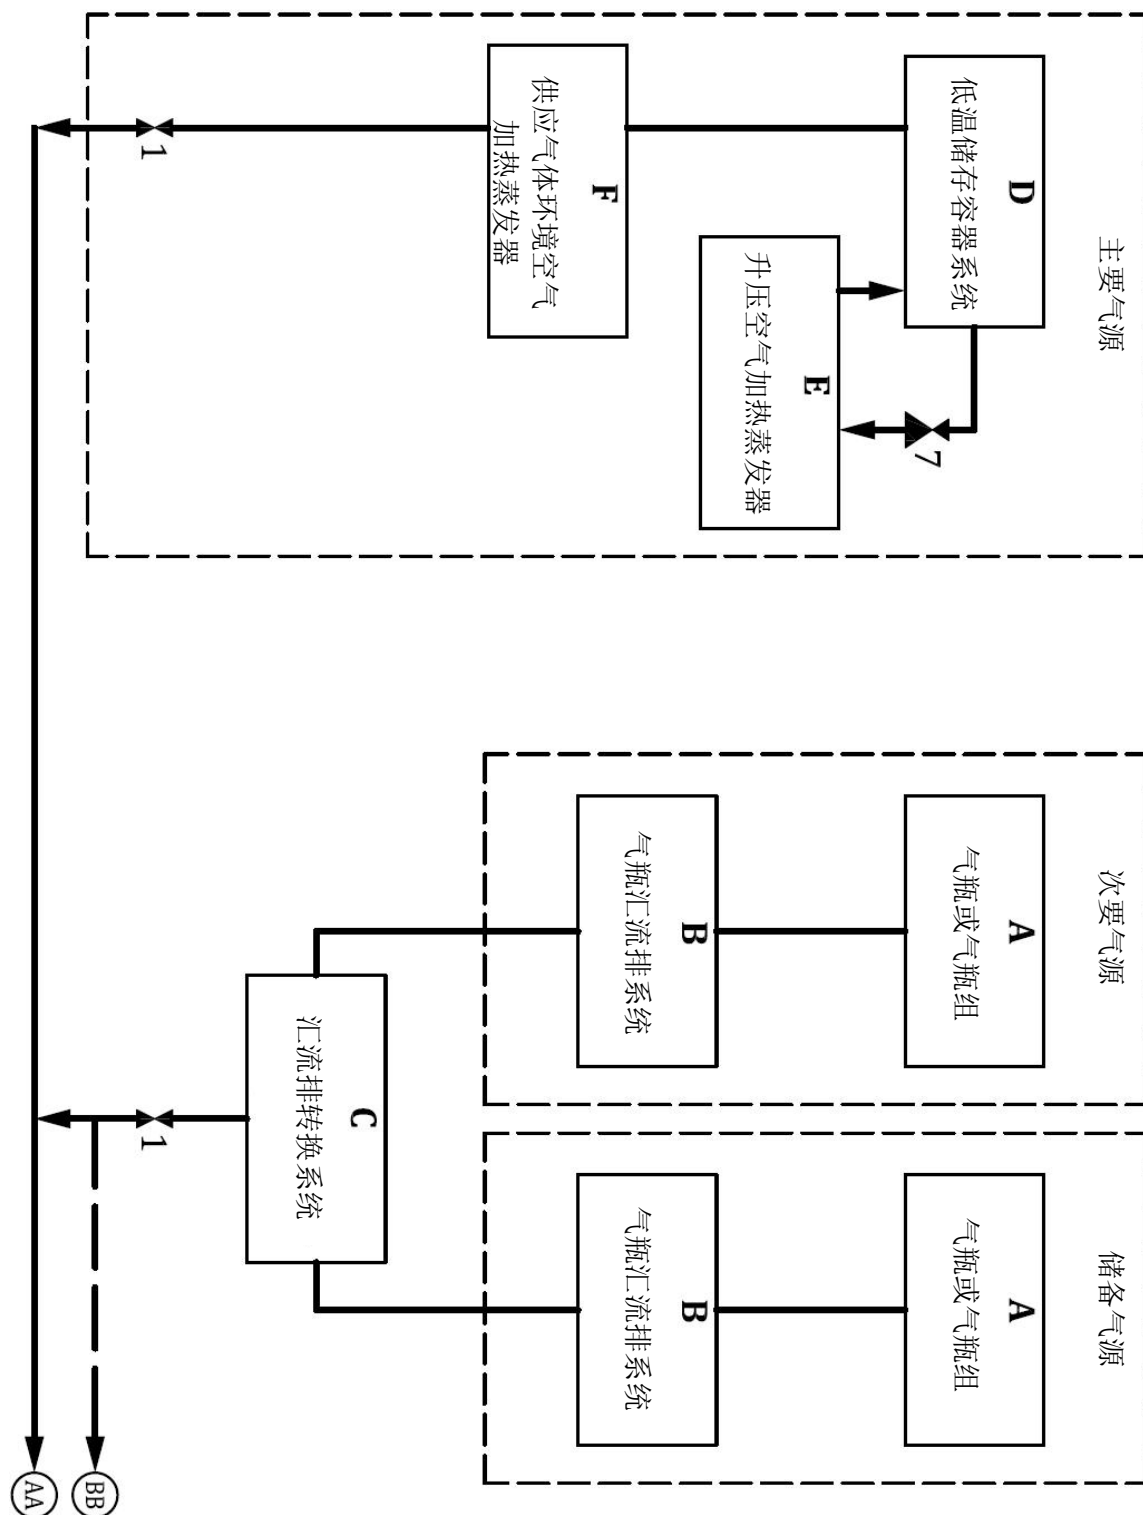 主要气源
D
低温储存容器系统
7
E
升压空气加热蒸发器
F
供应气体环境空气
加热蒸发器
1
次要气源
A
气瓶或气瓶组
B
气瓶汇流排系统
储备气源
A
气瓶或气瓶组
B
气瓶汇流排系统
C
汇流排转换系统
1
BB
AA